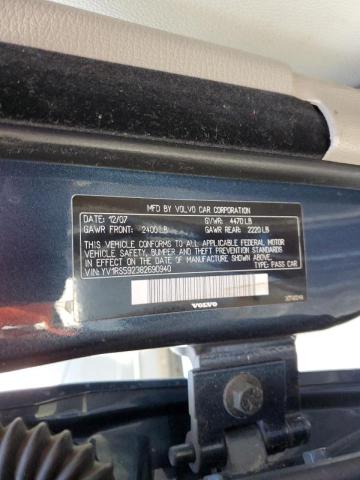 MFD BY VOLVO CAR CORPORATION
DATE: 12/07 GVWR: 4470 LB
GAWR FRONT: 2400 LB GAWR REAR: 2220 LB
THIS VEHICLE CONFORMS TO ALL APPLICABLE FEDERAL MOTOR
VEHICLE SAFETY, BUMPER, AND THEFT PREVENTION STANDARDS
IN EFFECT ON THE DATE OF MANUFACTURE SHOWN ABOVE.
VIN: YV1RS592382690940 TYPE: PASS CAR
VOLVO